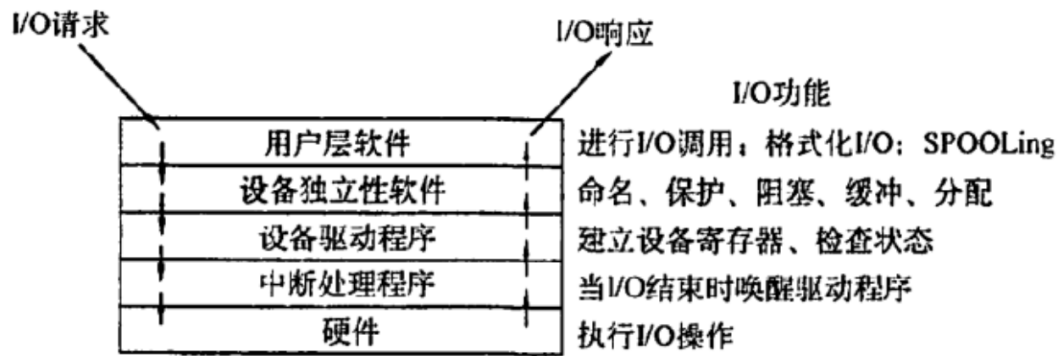 I/O请求
I/O响应
I/O功能
用户层软件
进行I/O调用；格式化I/O；SPOOLing
设备独立性软件
命名、保护、阻塞、缓冲、分配
设备驱动程序
建立设备寄存器、检查状态
中断处理程序
当I/O结束时唤醒驱动程序
硬件
执行I/O操作